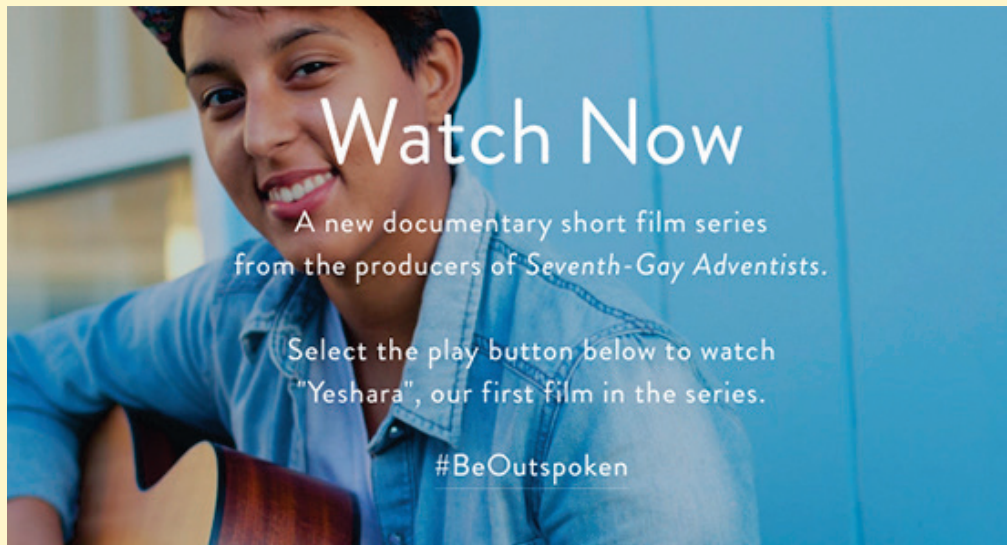 Watch Now
A new documentary short film series
from the producers of Seventh-Gay Adventists.
Select the play button below to watch
"Yeshara", our first film in the series.
#BeOutspoken